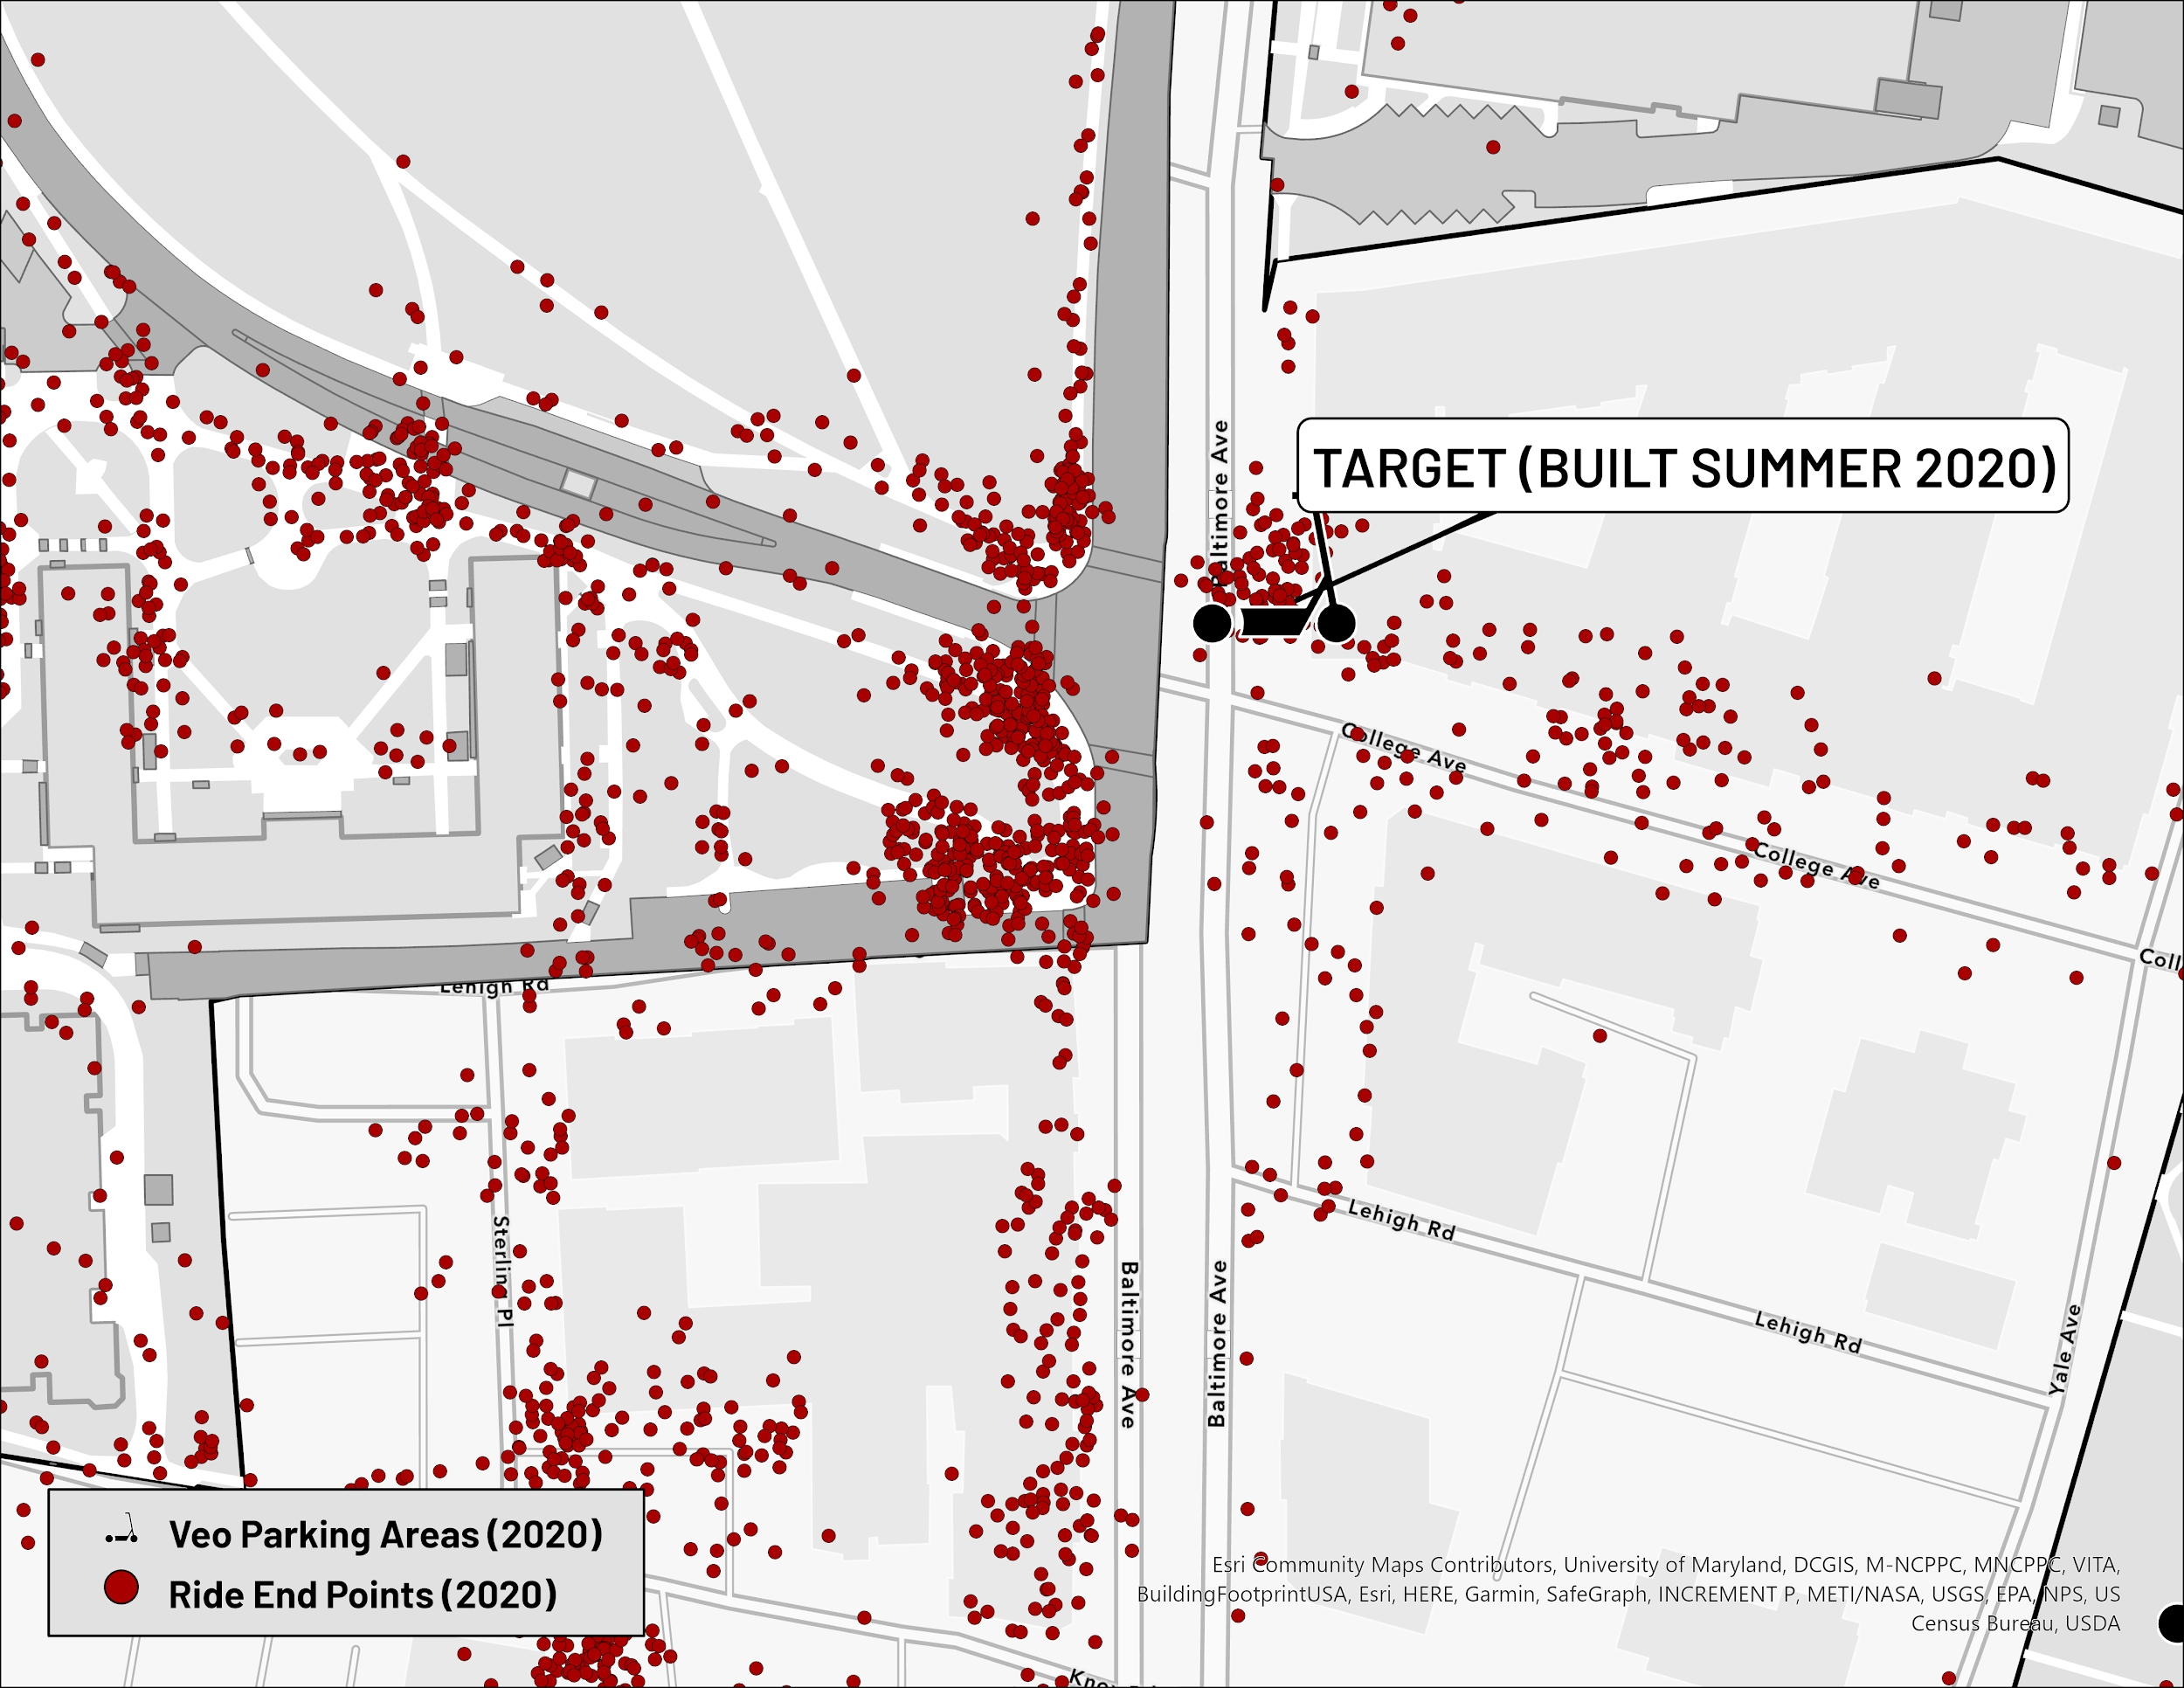 Baltimore Ave
TARGET (BUILT SUMMER 2020)
College Ave
College Ave
Lehigh Rd
Sterling Pl
Baltimore Ave
Baltimore Ave
Lehigh Rd
Lehigh Rd
Yale Ave
Veo Parking Areas (2020)
Ride End Points (2020)
Esri Community Maps Contributors, University of Maryland, DCGIS, M-NCPPC, MNCPPC, VITA,
BuildingFootprintUSA, Esri, HERE, Garmin, SafeGraph, INCREMENT P, METI/NASA, USGS, EPA, NPS, US
Census Bureau, USDA